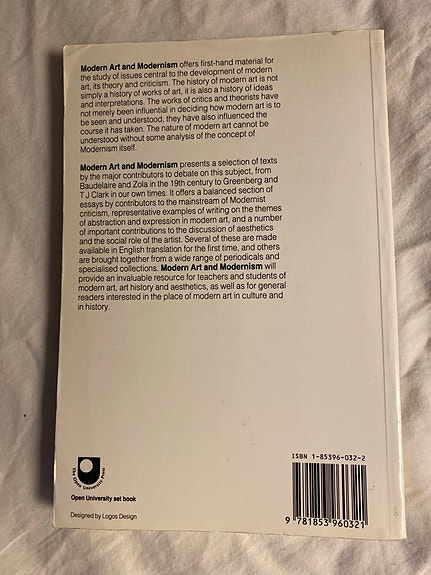 Modern Art and Modernism offers first-hand material for
the study of issues central to the development of modern
art, its theory and criticism. The history of modern art is not
simply a history of works of art, it is also a history of ideas
and interpretations. The works of critics and theorists have
not merely been influential in deciding how modern art is to
be seen and understood, they have also influenced the
course it has taken. The nature of modern art cannot be
understood without some analysis of the concept of
Modernism itself.
Modern Art and Modernism presents a selection of texts
by the major contributors to debate on this subject, from
Baudelaire and Zola in the 19th century to Greenberg and
T J Clark in our own times. It offers a balanced section of
essays by contributors to the mainstream of Modernist
criticism, representative examples of writing on the themes
of abstraction and expression in modern art, and a number
of important contributions to the discussion of aesthetics
and the social role of the artist. Several of these are made
available in English translation for the first time, and others
are brought together from a wide range of periodicals and
specialised collections. Modern Art and Modernism will
provide an invaluable resource for teachers and students of
modern art, art history and aesthetics, as well as for general
readers interested in the place of modern art in culture and
in history.
The Open University Press
Open University set book
Designed by Logos Design
ISBN 1-85396-032-2
9 781853 960321